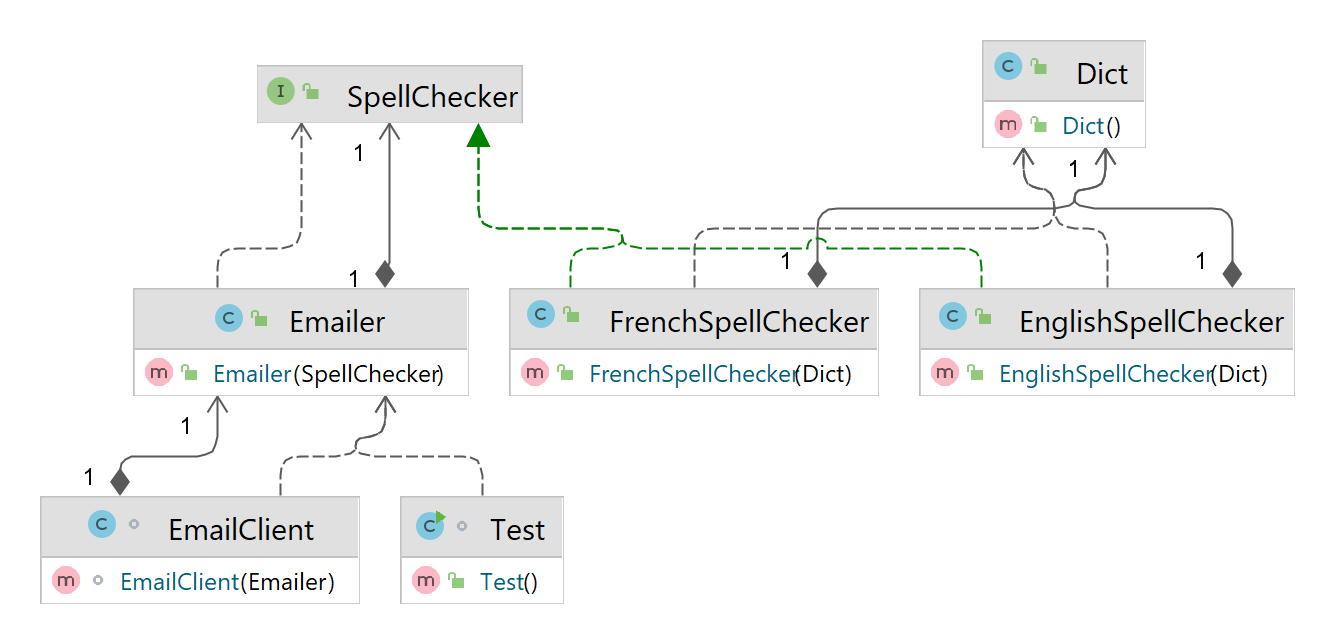 I SpellChecker
C Dict
m Dict()
1
1
1
1
1
C Emailer
m Emailer(SpellChecker)
C FrenchSpellChecker
m FrenchSpellChecker(Dict)
C EnglishSpellChecker
m EnglishSpellChecker(Dict)
1
1
C EmailClient
m EmailClient(Emailer)
C Test
m Test()